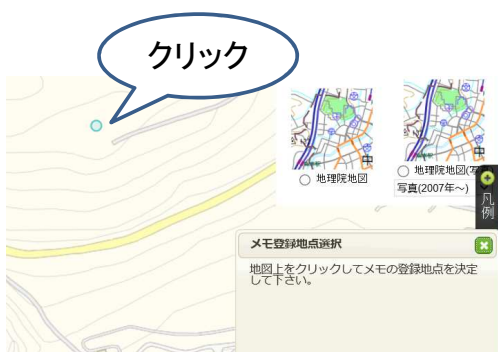 クリック
地理院地図
地理院地図(写
写真(2007年～)
凡例
メモ登録地点選択
地図上をクリックしてメモの登録地点を決定
して下さい。